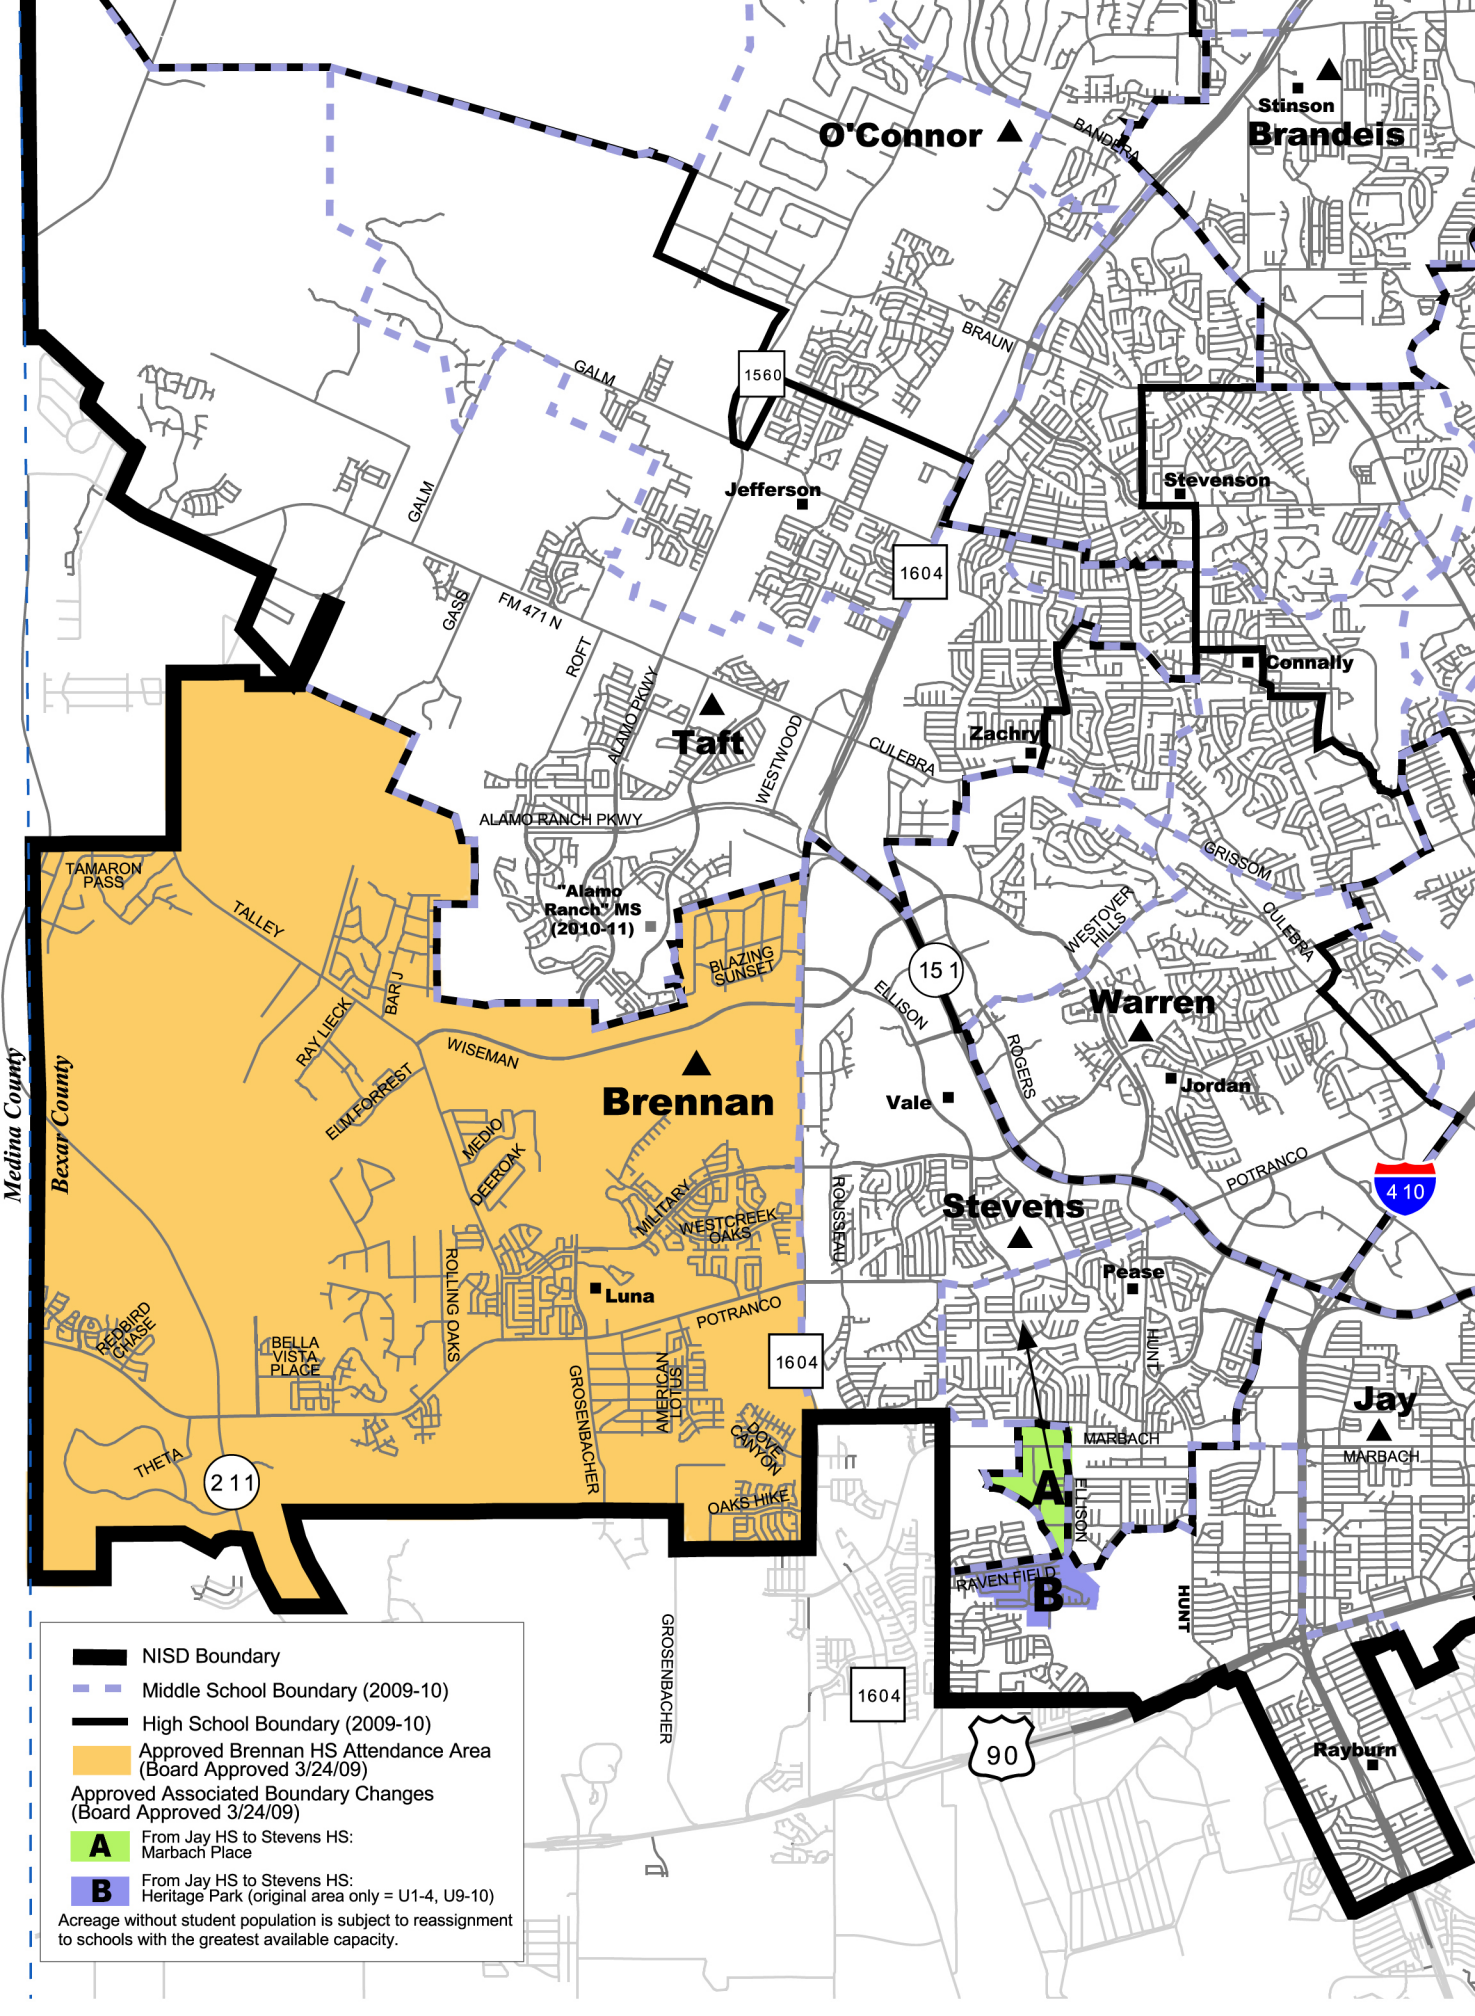 Stinson
O'Connor
BANDERA
Brandeis
BRAUN
GALM
1560
Stevenson
Jefferson
GALM
1604
GASS
FM 471 N
ROFT
Connally
ALAMO PKWY
Taft
Zachry
WESTWOOD
CULEBRA
ALAMO RANCH PKWY
GRISSOM
TAMARON
PASS
"Alamo
Ranch" MS
(2010-11)
TALLEY
WESTOVER
HILLS
CULEBRA
BLAZING
SUNSET
151
BAR J
ELLISON
Warren
RAY LIECK
WISEMAN
ROGERS
Brennan
Jordan
Vale
ELM FORREST
Medina County
Bexar County
MEDIO
DEEROAK
POTRANCO
410
MILITARY
WESTCREEK
OAKS
ROUSSEAU
Stevens
Pease
Luna
ROLLING OAKS
POTRANCO
REDBIRD
CHASE
BELLA
VISTA
PLACE
HUNT
1604
AMERICAN
LOTUS
GROSENBACHER
Jay
DOVE
CANYON
MARBACH
MARBACH
THETA
211
A
OAKS HIKE
ELLISON
RAVEN FIELD
B
HUNT
GROSENBACHER
1604
90
Rayburn
NISD Boundary
Middle School Boundary (2009-10)
High School Boundary (2009-10)
Approved Brennan HS Attendance Area
(Board Approved 3/24/09)
Approved Associated Boundary Changes
(Board Approved 3/24/09)
A From Jay HS to Stevens HS:
Marbach Place
B From Jay HS to Stevens HS:
Heritage Park (original area only = U1-4, U9-10)
Acreage without student population is subject to reassignment
to schools with the greatest available capacity.